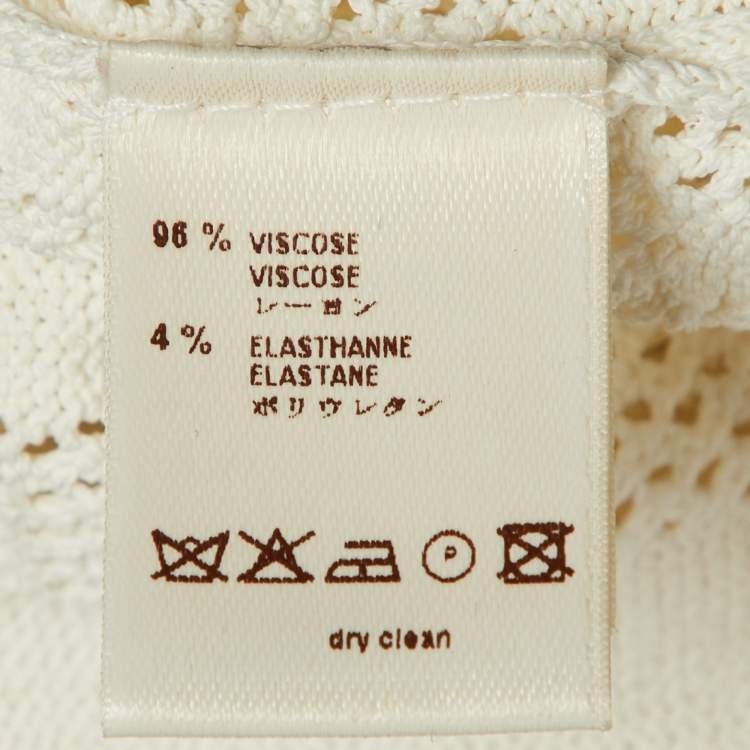 96 % VISCOSE
VISCOSE
レーヨン
4 % ELASTHANNE
ELASTANE
ポリウレタン
P
dry clean